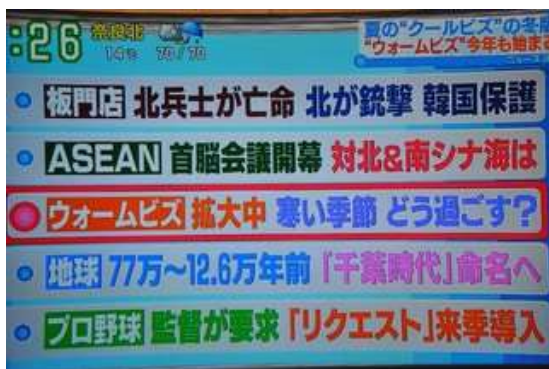 :26 奈良北
14℃ 70/70
夏の“クールビズ”の冬版
“ウォームビズ”今年も始まる
板門店 北兵士が亡命 北が銃撃 韓国保護
ASEAN 首脳会議開幕 対北&南シナ海は
ウォームビズ 拡大中 寒い季節 どう過ごす?
地球 77万~12.6万年前「千葉時代」命名へ
プロ野球 監督が要求「リクエスト」来季導入